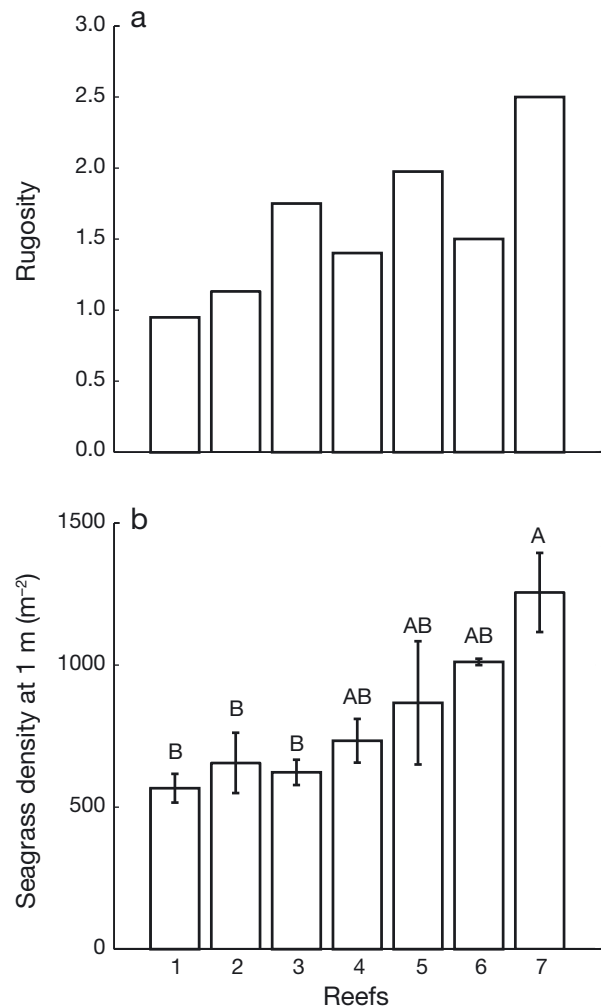 a
Rugosity
3.0
2.5
2.0
1.5
1.0
0.5
0.0
b
Seagrass density at 1 m (m⁻²)
1500
1000
500
0
B
B
B
AB
AB
AB
A
1 2 3 4 5 6 7
Reefs